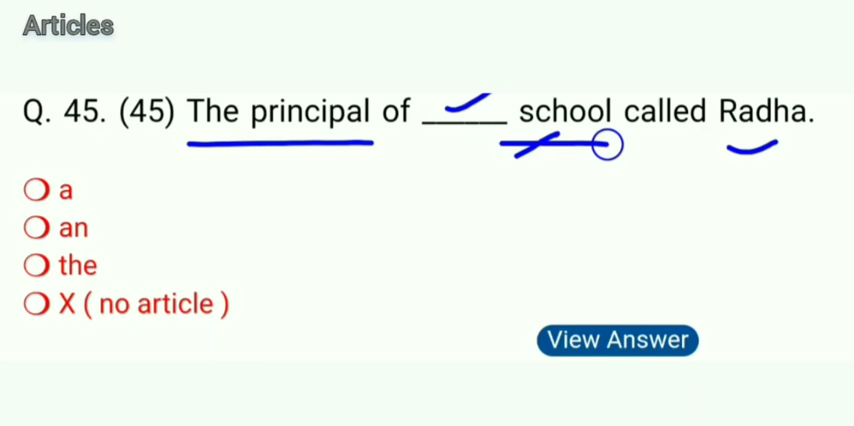 Articles
Q. 45. (45) The principal of ______ school called Radha.
a
an
the
X ( no article )
View Answer